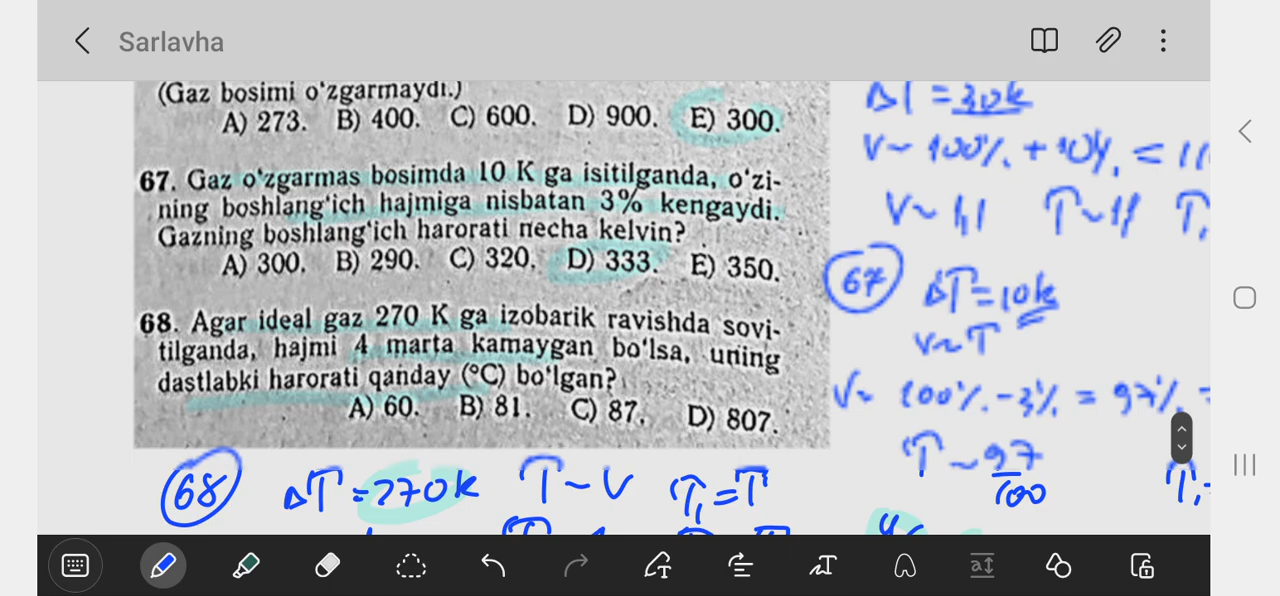 Sarlavha
(Gaz bosimi o'zgarmaydi.)
A) 273. B) 400. C) 600. D) 900. E) 300.
67. Gaz o'zgarmas bosimda 10 K ga isitilganda, o'zi-
ning boshlang'ich hajmiga nisbatan 3% kengaydi.
Gazning boshlang'ich harorati necha kelvin?
A) 300. B) 290. C) 320. D) 333. E) 350.
68. Agar ideal gaz 270 K ga izobarik ravishda sovi-
tilganda, hajmi 4 marta kamaygan bo'lsa, uning
dastlabki harorati qanday (°C) bo'lgan?
A) 60. B) 81. C) 87. D) 807.
ΔT = 30k
V~ 100% + 10% = 11
V~ 1,1 T~ 1,1 T₁
67 ΔT=10k
V~T
V~ 100% - 3% = 97%
T ~ 97
100 T₁
68 ΔT=270k T~V T₁=T